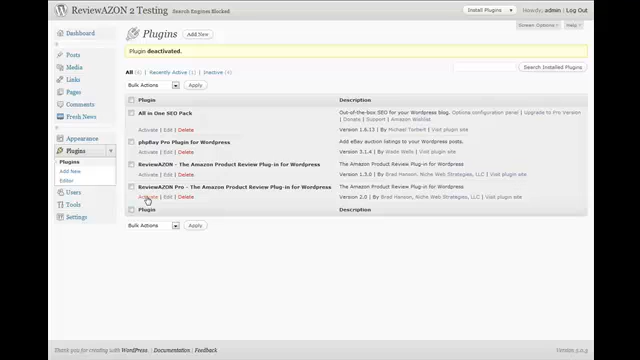 ReviewAZON 2 Testing Search Engines Blocked
Install Plugins
Howdy, admin | Log Out
Screen Options
Help
Dashboard
Posts
Media
Links
Pages
Comments
Fresh News
Appearance
Plugins
Plugins
Add New
Editor
Users
Tools
Settings
Plugins Add New
Plugin deactivated.
Recently Active (1) | Inactive (4)
Search Installed Plugins
Bulk Actions Apply
Plugin Description
All in One SEO Pack
Out-of-the-box SEO for your Wordpress blog. Options configuration panel | Upgrade to Pro Version
| Donate | Support | Amazon Wishlist
Activate | Edit | Delete
Version 1.6.13 | By Michael Torbert | Visit plugin site
phpBay Pro Plugin for Wordpress
Add eBay auction listings to your Wordpress posts.
Activate | Edit | Delete
Version 3.1.4 | By Wade Wells | Visit plugin site
ReviewAZON - The Amazon Product Review Plug-in for Wordpress
The Amazon Product Review Plug-in for Wordpress
Activate | Edit | Delete
Version 1.3.0 | By Brad Henson, Niche Web Strategies, LLC | Visit plugin site
ReviewAZON Pro - The Amazon Product Review Plug-in for Wordpress
The Amazon Product Review Plug-in for Wordpress
Activate | Edit | Delete
Version 2.0 | By Brad Henson, Niche Web Strategies, LLC | Visit plugin site
Plugin Description
Bulk Actions Apply
Thank you for creating with WordPress. | Documentation | Feedback